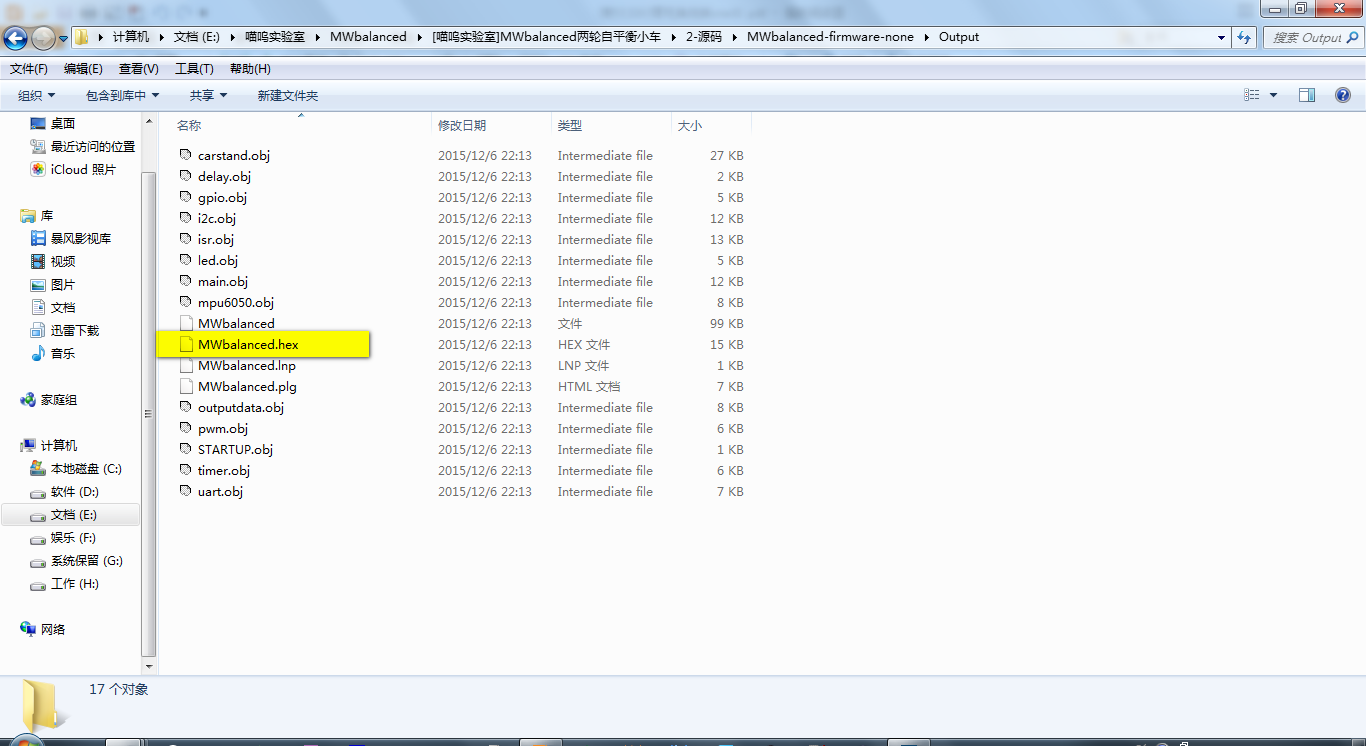 计算机 文档 (E:) 喵呜实验室 MWbalanced [喵呜实验室]MWbalanced两轮自平衡小车 2-源码 MWbalanced-firmware-none Output
搜索 Output
文件(F) 编辑(E) 查看(V) 工具(T) 帮助(H)
组织 包含到库中 共享 新建文件夹
桌面
最近访问的位置
iCloud 照片
库
暴风影视库
视频
图片
文档
迅雷下载
音乐
家庭组
计算机
本地磁盘 (C:)
软件 (D:)
文档 (E:)
娱乐 (F:)
系统保留 (G:)
工作 (H:)
网络
名称 修改日期 类型 大小
carstand.obj 2015/12/6 22:13 Intermediate file 27 KB
delay.obj 2015/12/6 22:13 Intermediate file 2 KB
gpio.obj 2015/12/6 22:13 Intermediate file 5 KB
i2c.obj 2015/12/6 22:13 Intermediate file 12 KB
isr.obj 2015/12/6 22:13 Intermediate file 13 KB
led.obj 2015/12/6 22:13 Intermediate file 5 KB
main.obj 2015/12/6 22:13 Intermediate file 12 KB
mpu6050.obj 2015/12/6 22:13 Intermediate file 8 KB
MWbalanced 2015/12/6 22:13 文件 99 KB
MWbalanced.hex 2015/12/6 22:13 HEX 文件 15 KB
MWbalanced.lnp 2015/12/6 22:13 LNP 文件 1 KB
MWbalanced.plg 2015/12/6 22:13 HTML 文档 7 KB
outputdata.obj 2015/12/6 22:13 Intermediate file 8 KB
pwm.obj 2015/12/6 22:13 Intermediate file 6 KB
STARTUP.obj 2015/12/6 22:13 Intermediate file 1 KB
timer.obj 2015/12/6 22:13 Intermediate file 6 KB
uart.obj 2015/12/6 22:13 Intermediate file 7 KB
17 个对象